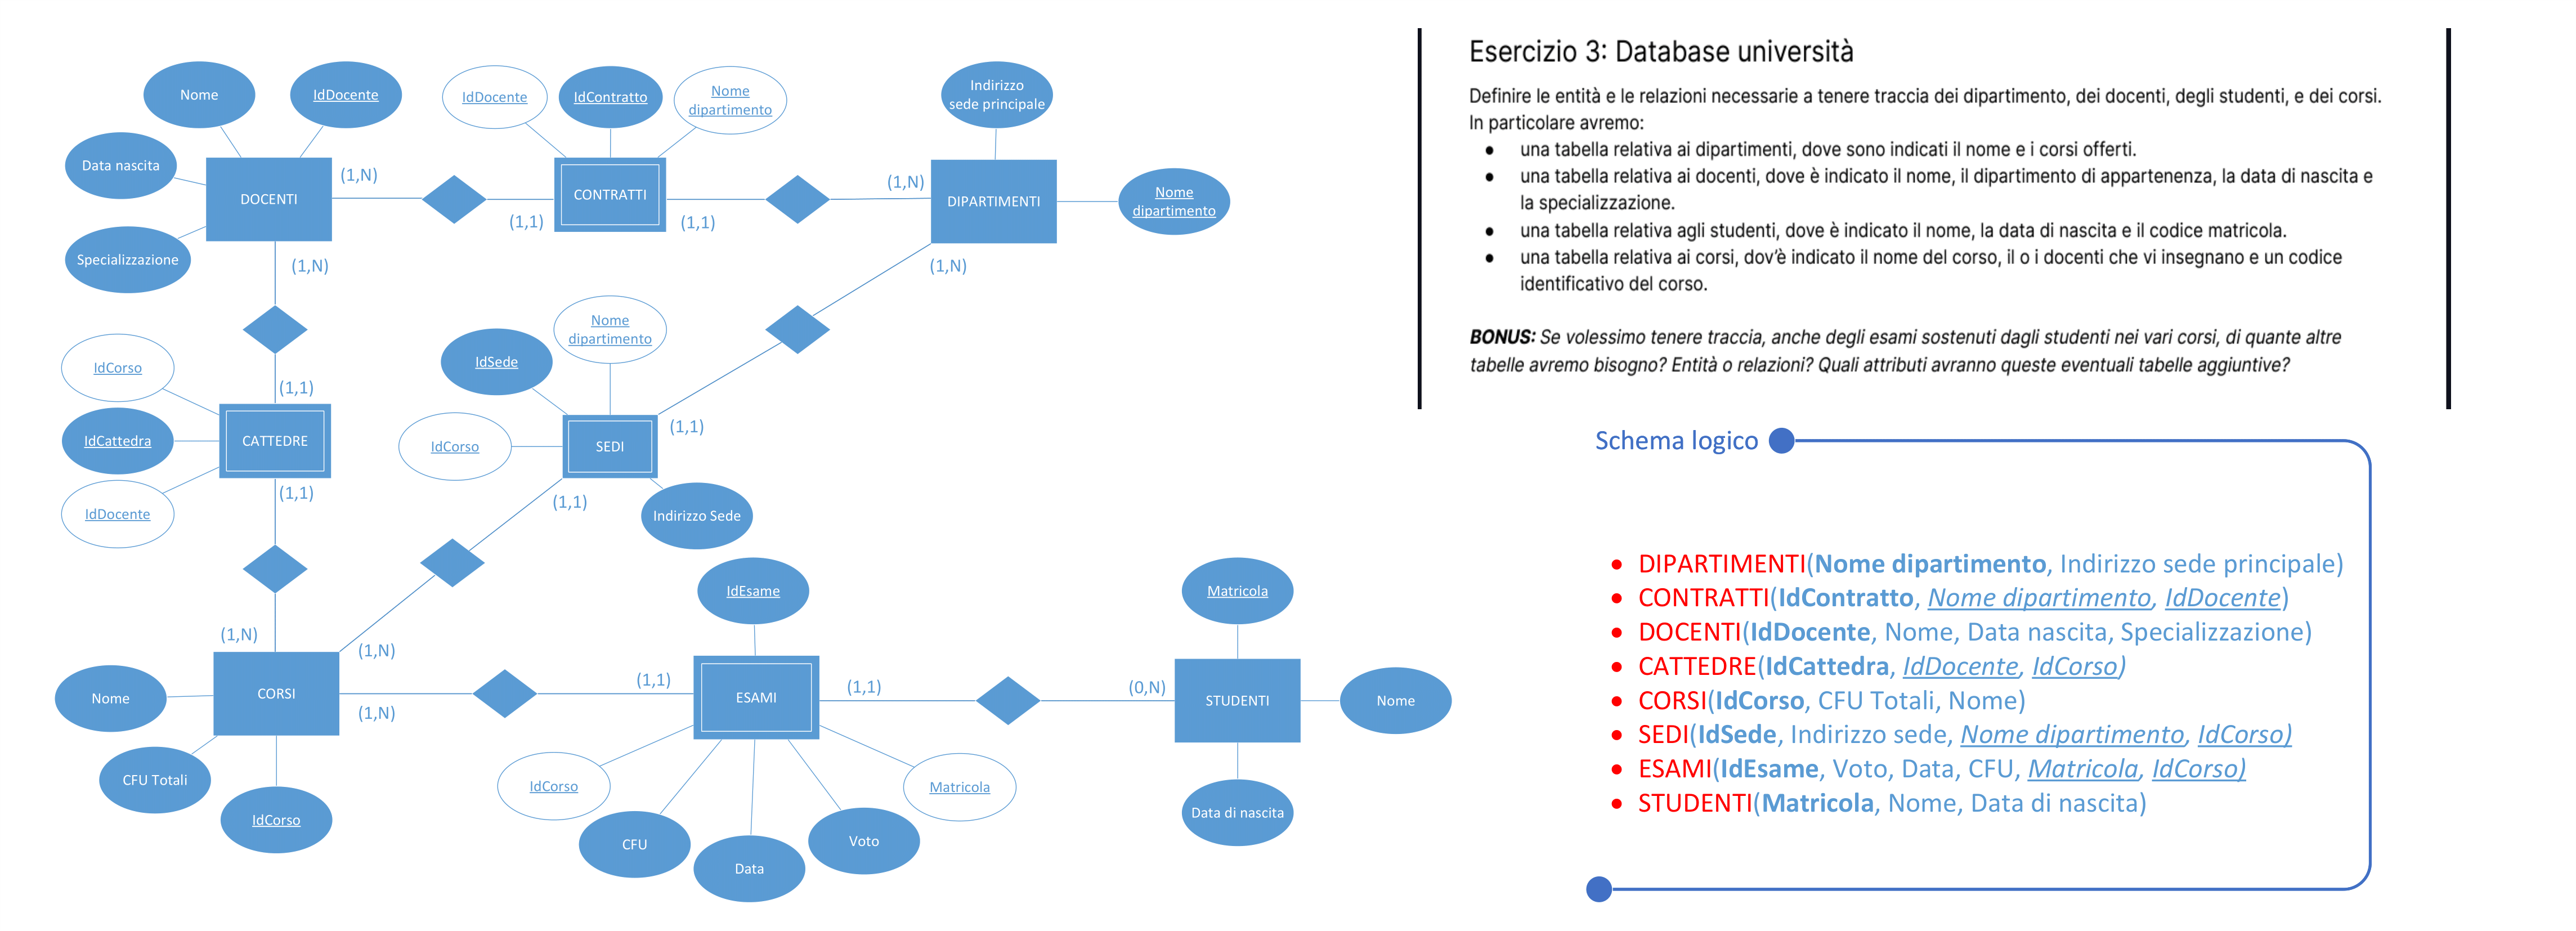 Nome
IdDocente
IdDocente
IdContratto
Nome
dipartimento
Indirizzo
sede principale
Data nascita
(1,N)
DOCENTI
CONTRATTI
(1,N)
DIPARTIMENTI
Nome
dipartimento
(1,1)
(1,1)
Specializzazione
(1,N)
(1,N)
Nome
dipartimento
IdCorso
IdSede
(1,1)
(1,1)
IdCattedra
CATTEDRE
IdCorso
SEDI
(1,1)
(1,1)
IdDocente
Indirizzo Sede
IdEsame
Matricola
(1,N)
(1,N)
Nome
CORSI
(1,1)
ESAMI
(1,1)
(0,N)
STUDENTI
Nome
(1,N)
CFU Totali
IdCorso
IdCorso
Matricola
CFU
Data
Voto
Data di nascita
Esercizio 3: Database università
Definire le entità e le relazioni necessarie a tenere traccia dei dipartimento, dei docenti, degli studenti, e dei corsi.
In particolare avremo:
● una tabella relativa ai dipartimenti, dove sono indicati il nome e i corsi offerti.
● una tabella relativa ai docenti, dove è indicato il nome, il dipartimento di appartenenza, la data di nascita e
la specializzazione.
● una tabella relativa agli studenti, dove è indicato il nome, la data di nascita e il codice matricola.
● una tabella relativa ai corsi, dov'è indicato il nome del corso, il o i docenti che vi insegnano e un codice
identificativo del corso.
BONUS: Se volessimo tenere traccia, anche degli esami sostenuti dagli studenti nei vari corsi, di quante altre
tabelle avremo bisogno? Entità o relazioni? Quali attributi avranno queste eventuali tabelle aggiuntive?
Schema logico
• DIPARTIMENTI(Nome dipartimento, Indirizzo sede principale)
• CONTRATTI(IdContratto, Nome dipartimento, IdDocente)
• DOCENTI(IdDocente, Nome, Data nascita, Specializzazione)
• CATTEDRE(IdCattedra, IdDocente, IdCorso)
• CORSI(IdCorso, CFU Totali, Nome)
• SEDI(IdSede, Indirizzo sede, Nome dipartimento, IdCorso)
• ESAMI(IdEsame, Voto, Data, CFU, Matricola, IdCorso)
• STUDENTI(Matricola, Nome, Data di nascita)